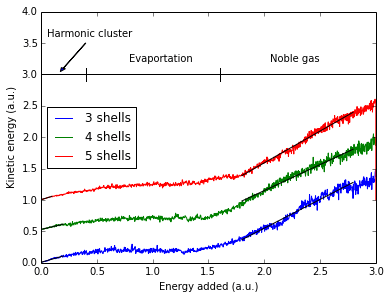 4.0
Harmonic cluster
3.5
Evaporation Noble gas
3.0
2.5
3 shells
4 shells
5 shells
2.0
1.5
1.0
0.5
0.0
Kinetic energy (a.u.)
0.0 0.5 1.0 1.5 2.0 2.5 3.0
Energy added (a.u.)